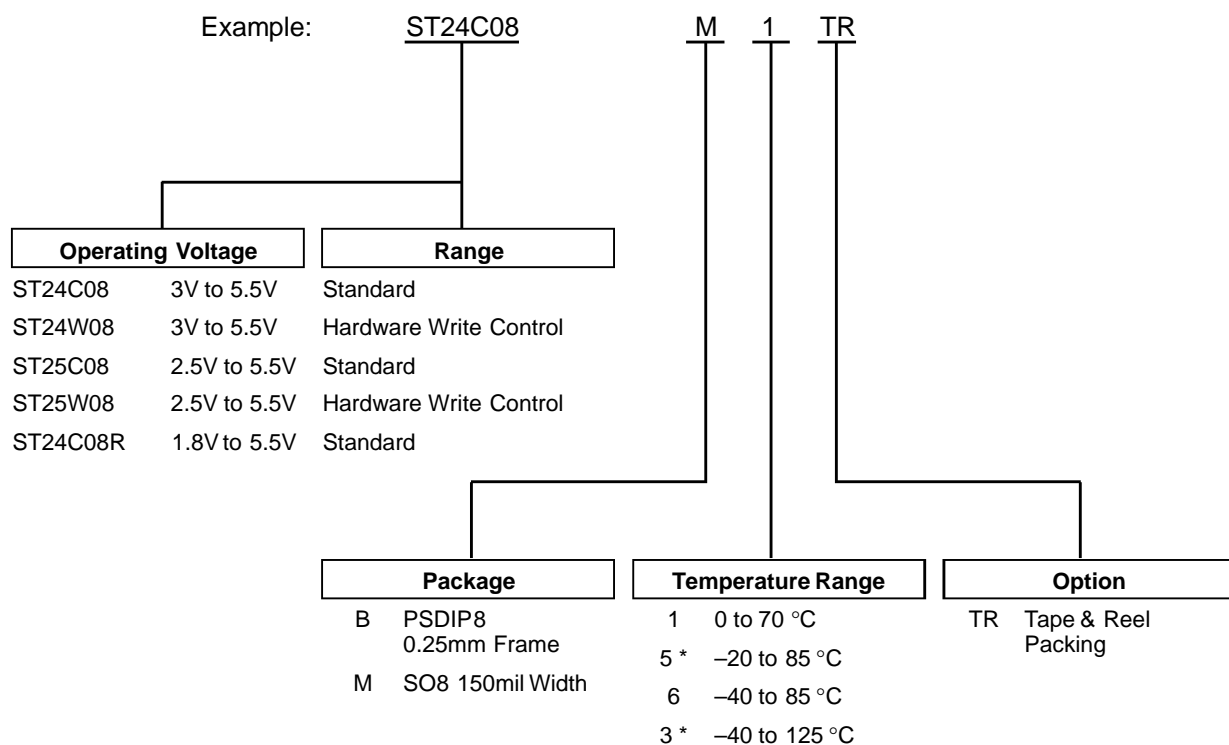 Example: ST24C08 M 1 TR
Operating Voltage Range
ST24C08 3V to 5.5V Standard
ST24W08 3V to 5.5V Hardware Write Control
ST25C08 2.5V to 5.5V Standard
ST25W08 2.5V to 5.5V Hardware Write Control
ST24C08R 1.8V to 5.5V Standard
Package
B PSDIP8
0.25mm Frame
M SO8 150mil Width
Temperature Range
1 0 to 70 °C
5 * –20 to 85 °C
6 –40 to 85 °C
3 * –40 to 125 °C
Option
TR Tape & Reel
Packing